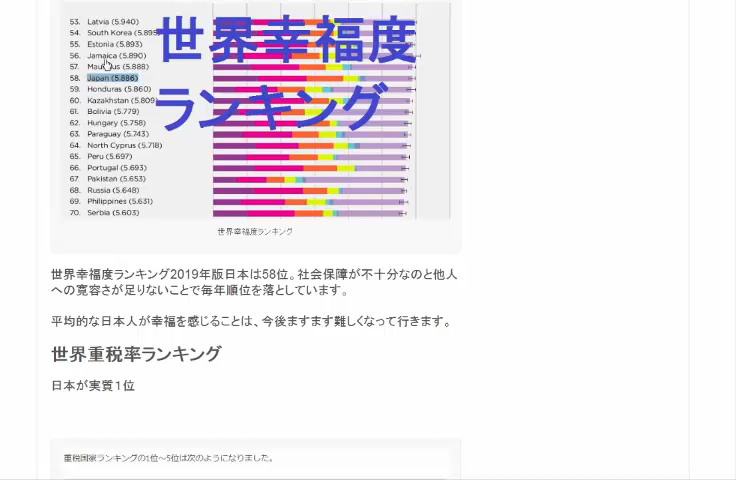 世界幸福度
ランキング
53. Latvia (5.940)
54. South Korea (5.895
55. Estonia (5.893)
56. Jamaica (5.890)
57. (5.888)
58. Japan (5.886)
59. Honduras (5.860)
60. Kazakhstan (5.809)
61. Bolivia (5.779)
62. Hungary (5.758)
63. Paraguay (5.743)
64. North Cyprus (5.718)
65. Peru (5.697)
66. Portugal (5.693)
67. Pakistan (5.653)
68. Russia (5.648)
69. Philippines (5.631)
70. Serbia (5.603)
世界幸福度ランキング
世界幸福度ランキング2019年版日本は58位。社会保障が不十分なのと他人
への寛容さが足りないことで毎年順位を落としています。
平均的な日本人が幸福を感じることは、今後ますます難しくなって行きます。
世界重税率ランキング
日本が実質１位
重税国家ランキングの1位～5位は次のようになりました。